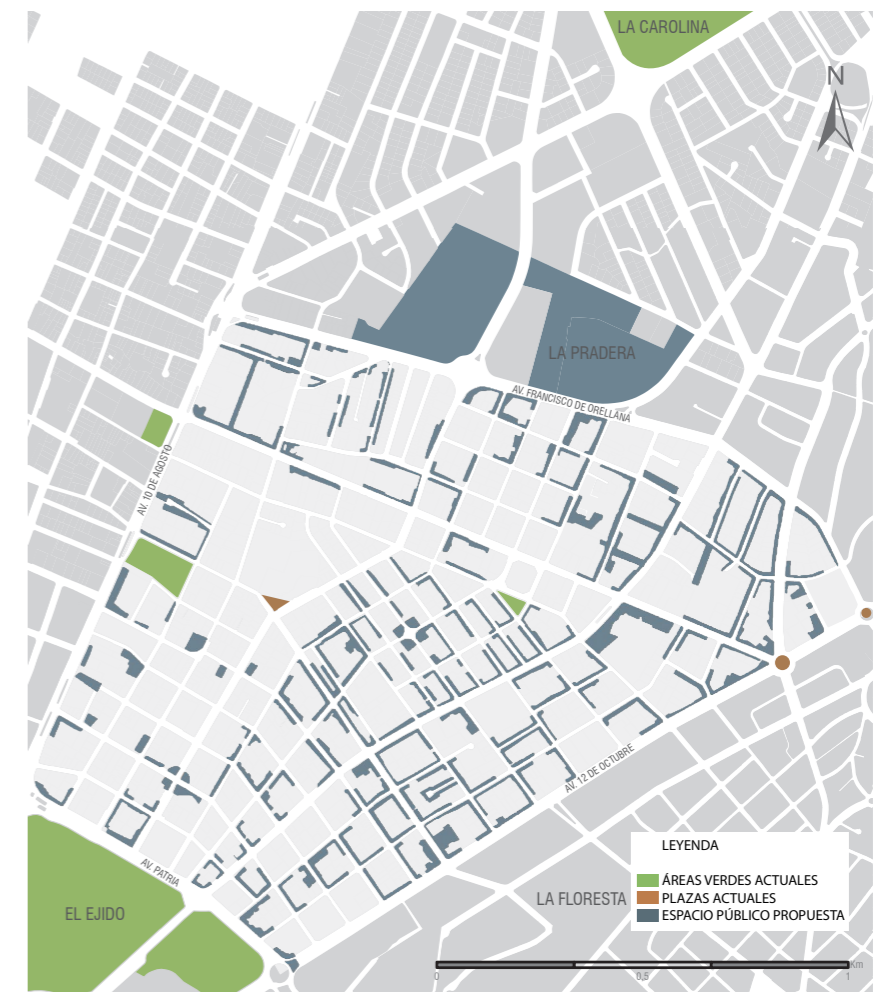 LA CAROLINA
N
LA PRADERA
AV. FRANCISCO DE ORELLANA
AV. 10 DE AGOSTO
AV. 12 DE OCTUBRE
LEYENDA
ÁREAS VERDES ACTUALES
PLAZAS ACTUALES
ESPACIO PÚBLICO PROPUESTA
AV. PATRIA
LA FLORESTA
EL EJIDO
Km
0 0,5 1